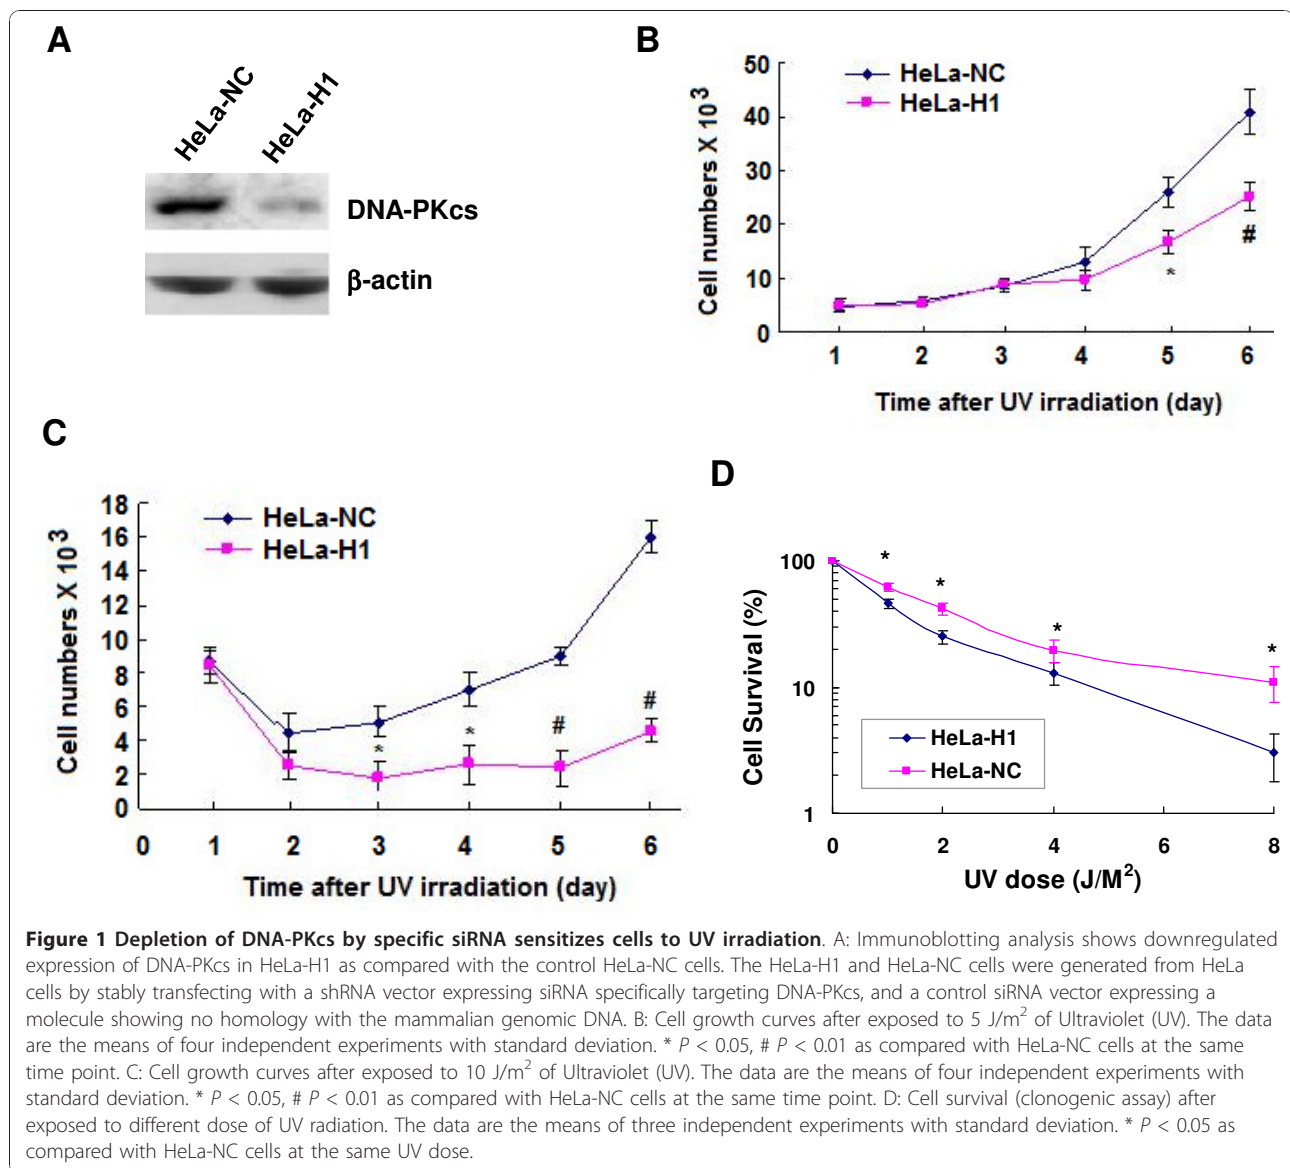 A
HeLa-NC
HeLa-H1
DNA-PKcs
β-actin
B
Cell numbers X 10³
50
40
30
20
10
0
HeLa-NC
HeLa-H1
*
#
1 2 3 4 5 6
Time after UV irradiation (day)
C
Cell numbers X 10³
18
16
14
12
10
8
6
4
2
0
HeLa-NC
HeLa-H1
* * # #
0 1 2 3 4 5 6
Time after UV irradiation (day)
D
Cell Survival (%)
100
10
1
* * * *
HeLa-H1
HeLa-NC
0 2 4 6 8
UV dose (J/M²)
Figure 1 Depletion of DNA-PKcs by specific siRNA sensitizes cells to UV irradiation. A: Immunoblotting analysis shows downregulated
expression of DNA-PKcs in HeLa-H1 as compared with the control HeLa-NC cells. The HeLa-H1 and HeLa-NC cells were generated from HeLa
cells by stably transfecting with a shRNA vector expressing siRNA specifically targeting DNA-PKcs, and a control siRNA vector expressing a
molecule showing no homology with the mammalian genomic DNA. B: Cell growth curves after exposed to 5 J/m² of Ultraviolet (UV). The data
are the means of four independent experiments with standard deviation. * P < 0.05, # P < 0.01 as compared with HeLa-NC cells at the same
time point. C: Cell growth curves after exposed to 10 J/m² of Ultraviolet (UV). The data are the means of four independent experiments with
standard deviation. * P < 0.05, # P < 0.01 as compared with HeLa-NC cells at the same time point. D: Cell survival (clonogenic assay) after
exposed to different dose of UV radiation. The data are the means of three independent experiments with standard deviation. * P < 0.05 as
compared with HeLa-NC cells at the same UV dose.